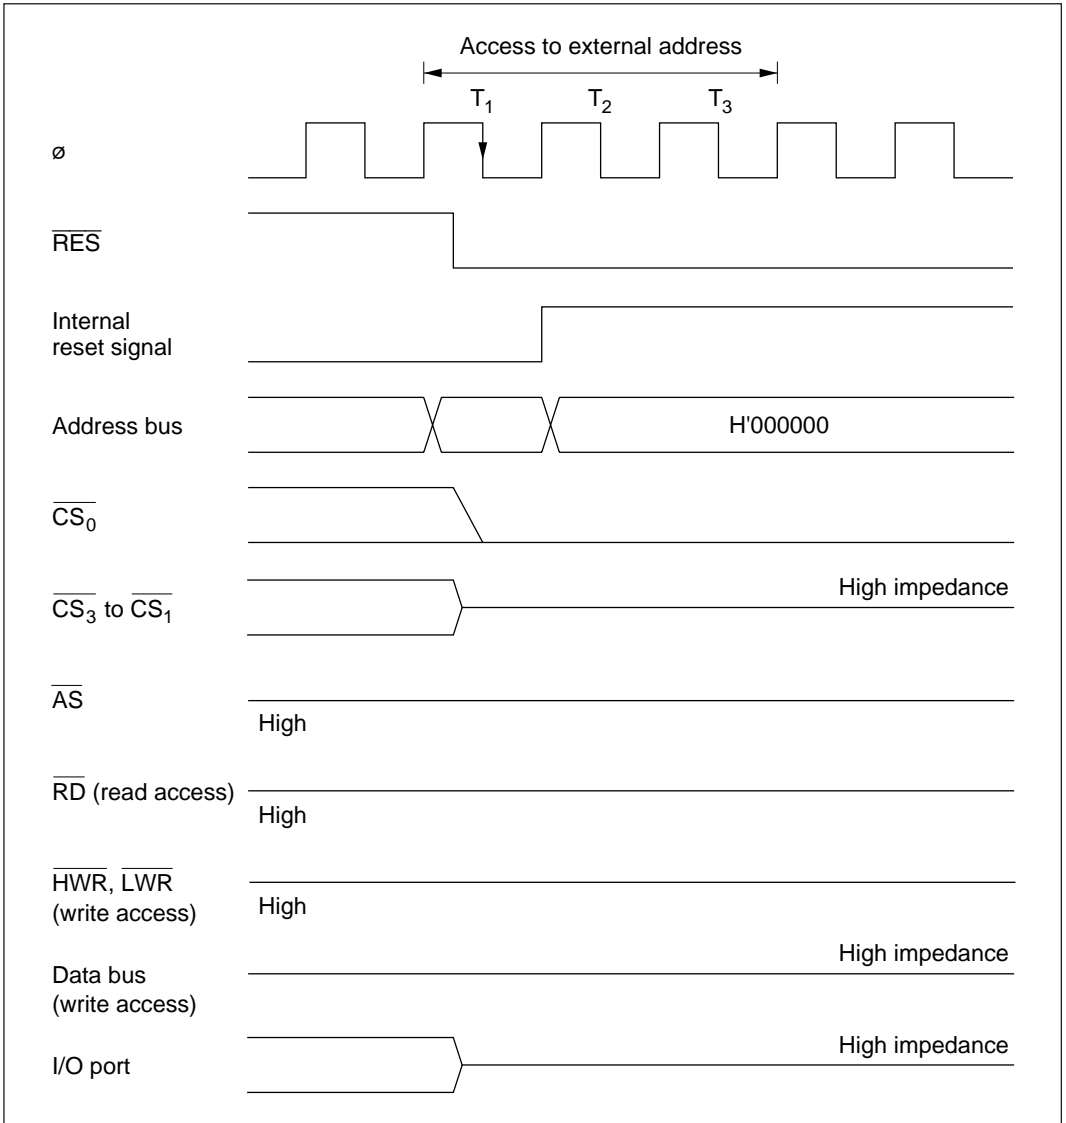 Access to external address
T1 T2 T3
ø
RES
Internal
reset signal
Address bus
H'000000
CS0
High impedance
CS3 to CS1
AS
High
RD (read access)
High
HWR, LWR
(write access)
High
High impedance
Data bus
(write access)
High impedance
I/O port